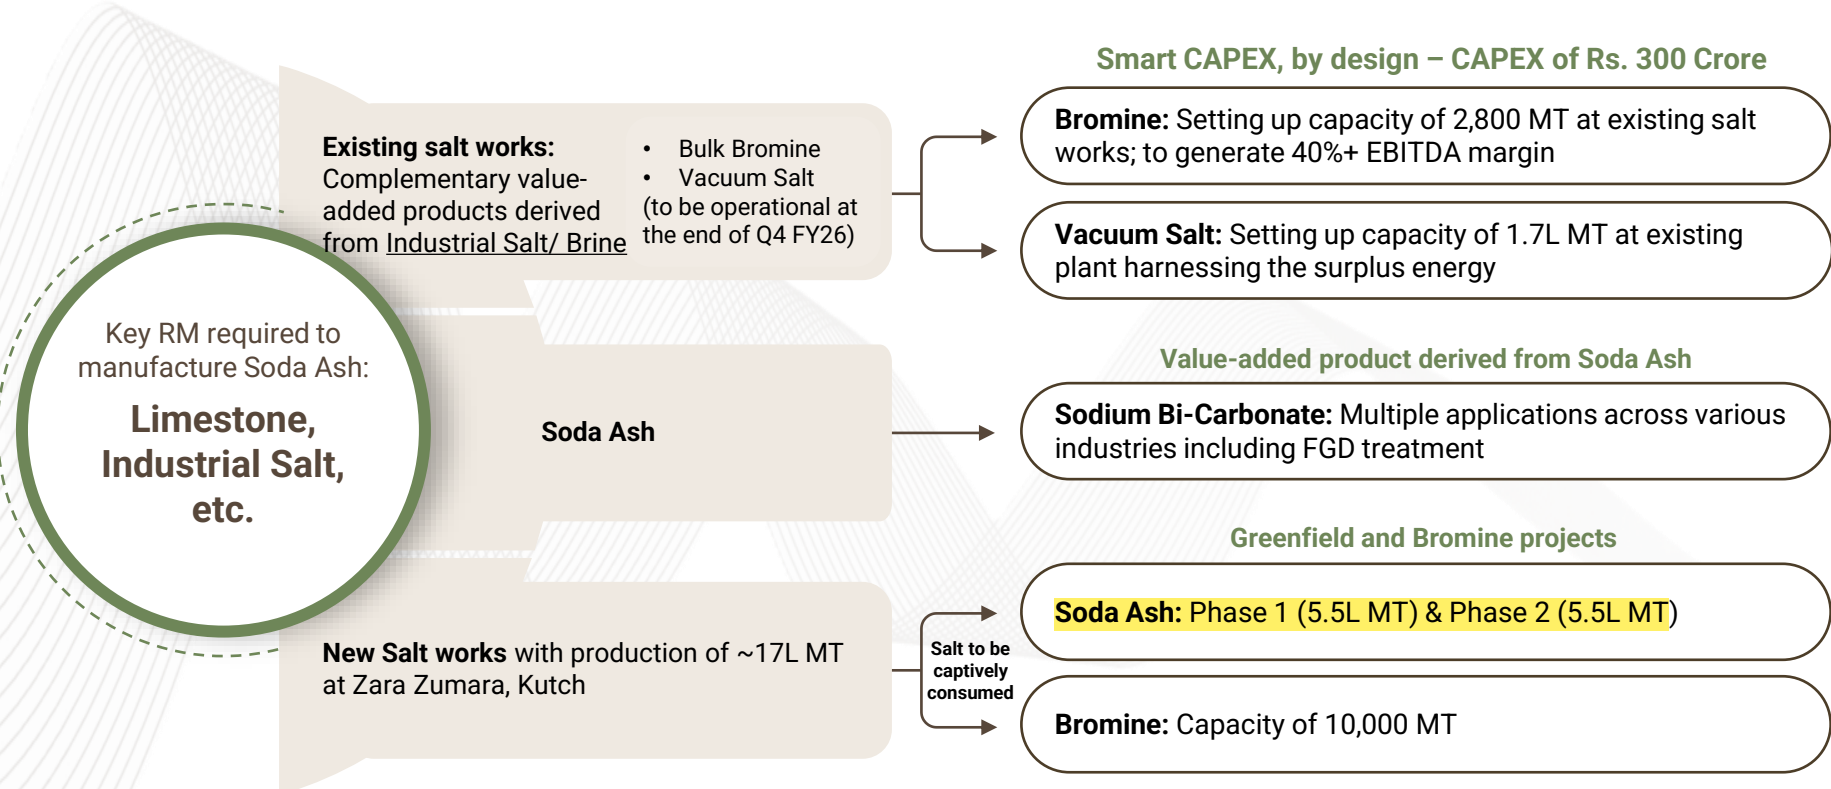 Key RM required to
manufacture Soda Ash:
Limestone,
Industrial Salt,
etc.
Existing salt works:
Complementary value-
added products derived
from Industrial Salt/ Brine
• Bulk Bromine
• Vacuum Salt
(to be operational at
the end of Q4 FY26)
Smart CAPEX, by design – CAPEX of Rs. 300 Crore
Bromine: Setting up capacity of 2,800 MT at existing salt
works; to generate 40%+ EBITDA margin
Vacuum Salt: Setting up capacity of 1.7L MT at existing
plant harnessing the surplus energy
Soda Ash
Value-added product derived from Soda Ash
Sodium Bi-Carbonate: Multiple applications across various
industries including FGD treatment
New Salt works with production of ~17L MT
at Zara Zumara, Kutch
Salt to be
captively
consumed
Greenfield and Bromine projects
Soda Ash: Phase 1 (5.5L MT) & Phase 2 (5.5L MT)
Bromine: Capacity of 10,000 MT